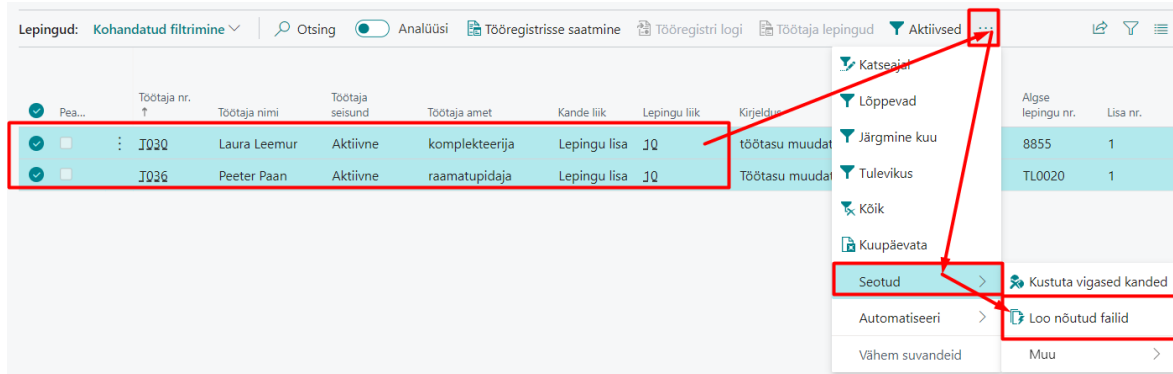 Lepingud: Kohandatud filtrimine Otsing Analüüsi Tööregistrisse saatmine Tööregistri logi Töötaja lepingud Aktiivsed ...
Katseajal
Lõppevad
Järgmine kuu
Tulevikus
Kõik
Kuupäevata
Seotud
Automatiseeri
Vähem suvandeid
Kustuta vigased kanded
Loo nõutud failid
Muu
Pea... Töötaja nr. ↑ Töötaja nimi Töötaja seisund Töötaja amet Kande liik Lepingu liik Kirjeldus Algse lepingu nr. Lisa nr.
T030 Laura Leemur Aktiivne komplekteerija Lepingu lisa 10 töötasu muudat 8855 1
T036 Peeter Paan Aktiivne raamatupidaja Lepingu lisa 10 Töötasu muudat TL0020 1